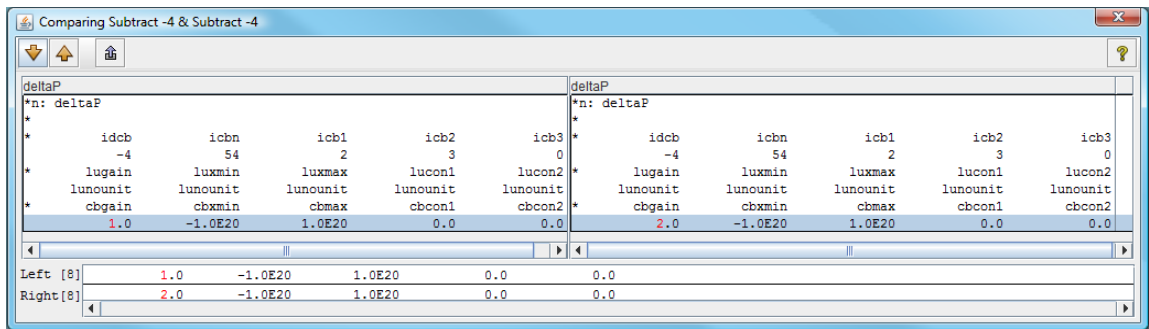 Comparing Subtract -4 & Subtract -4
deltaP deltaP
*n: deltaP *n: deltaP
* *
* idcb icbn icb1 icb2 icb3 * idcb icbn icb1 icb2 icb3
-4 54 2 3 0 -4 54 2 3 0
* lugain luxmin luxmax lucon1 lucon2 * lugain luxmin luxmax lucon1 lucon2
lunounit lunounit lunounit lunounit lunounit lunounit lunounit lunounit lunounit lunounit
* cbgain cbxmin cbmax cbcon1 cbcon2 * cbgain cbxmin cbmax cbcon1 cbcon2
1.0 -1.0E20 1.0E20 0.0 0.0 2.0 -1.0E20 1.0E20 0.0 0.0
Left [8] 1.0 -1.0E20 1.0E20 0.0 0.0
Right[8] 2.0 -1.0E20 1.0E20 0.0 0.0